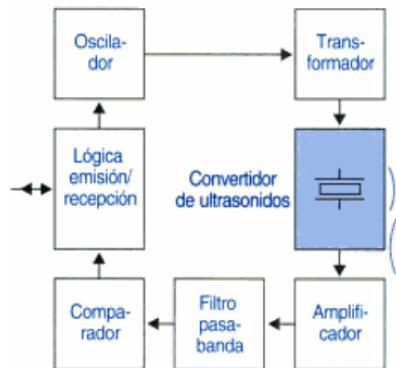 Oscila-
dor
Trans-
formador
Lógica
emisión/
recepción
Convertidor
de ultrasonidos
Compa-
rador
Filtro
pasa-
banda
Amplifi-
cador